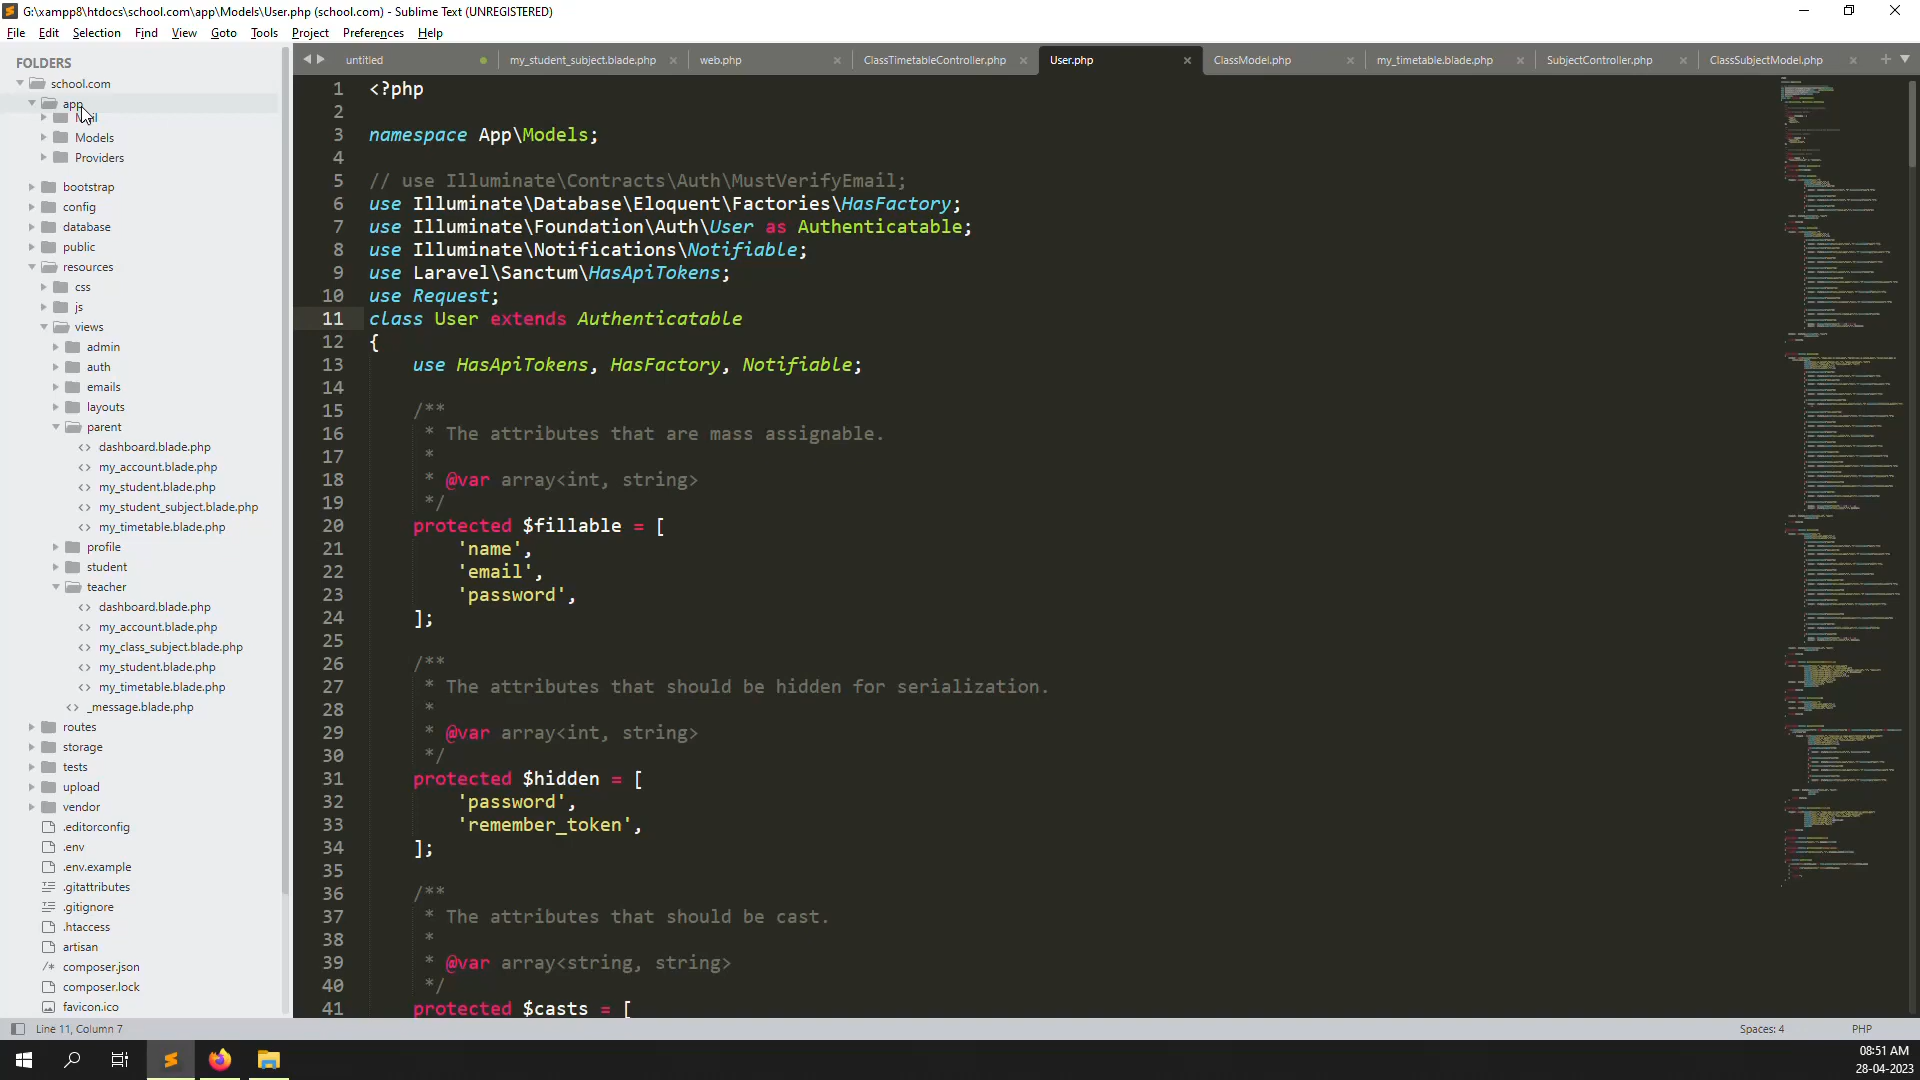 G:\xampp8\htdocs\school.com\app\Models\User.php (school.com) - Sublime Text (UNREGISTERED)
File Edit Selection Find View Goto Tools Project Preferences Help
FOLDERS
school.com
app
Models
Providers
bootstrap
config
database
public
resources
css
js
views
admin
auth
emails
layouts
parent
dashboard.blade.php
my_account.blade.php
my_student.blade.php
my_student_subject.blade.php
my_timetable.blade.php
profile
student
teacher
dashboard.blade.php
my_account.blade.php
my_class_subject.blade.php
my_student.blade.php
my_timetable.blade.php
_message.blade.php
routes
storage
tests
upload
vendor
.editorconfig
.env
.env.example
.gitattributes
.gitignore
.htaccess
artisan
composer.json
composer.lock
favicon.ico
untitled my_student_subject.blade.php web.php ClassTimetableController.php User.php ClassModel.php my_timetable.blade.php SubjectController.php ClassSubjectModel.php
1 <?php
2
3 namespace App\Models;
4
5 // use Illuminate\Contracts\Auth\MustVerifyEmail;
6 use Illuminate\Database\Eloquent\Factories\HasFactory;
7 use Illuminate\Foundation\Auth\User as Authenticatable;
8 use Illuminate\Notifications\Notifiable;
9 use Laravel\Sanctum\HasApiTokens;
10 use Request;
11 class User extends Authenticatable
12 {
13 use HasApiTokens, HasFactory, Notifiable;
14
15 /**
16 * The attributes that are mass assignable.
17 *
18 * @var array<int, string>
19 */
20 protected $fillable = [
21 'name',
22 'email',
23 'password',
24 ];
25
26 /**
27 * The attributes that should be hidden for serialization.
28 *
29 * @var array<int, string>
30 */
31 protected $hidden = [
32 'password',
33 'remember_token',
34 ];
35
36 /**
37 * The attributes that should be cast.
38 *
39 * @var array<string, string>
40 */
41 protected $casts = [
Line 11, Column 7
Spaces: 4 PHP
08:51 AM
28-04-2023